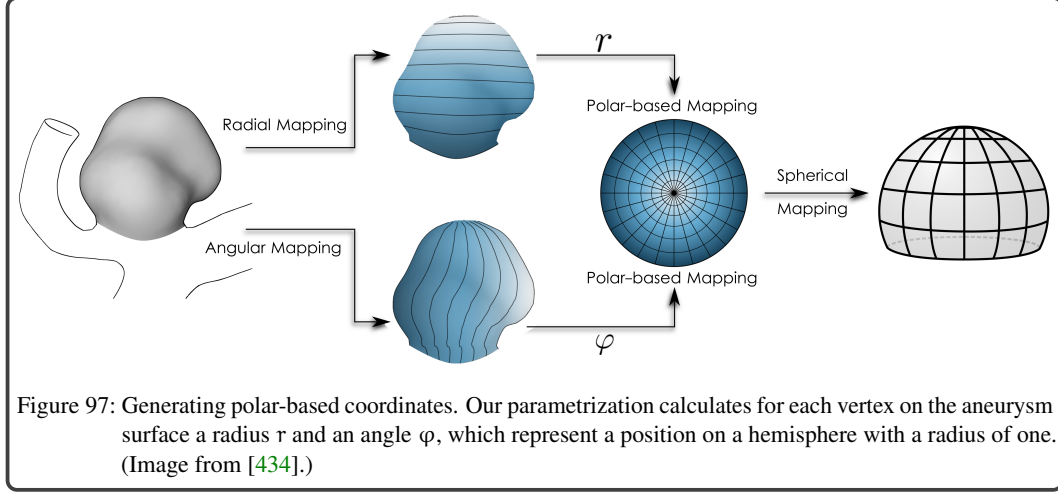 r
Polar-based Mapping
Radial Mapping
Spherical
Mapping
Angular Mapping
Polar-based Mapping
φ
Figure 97: Generating polar-based coordinates. Our parametrization calculates for each vertex on the aneurysm
surface a radius r and an angle φ, which represent a position on a hemisphere with a radius of one.
(Image from [434].)